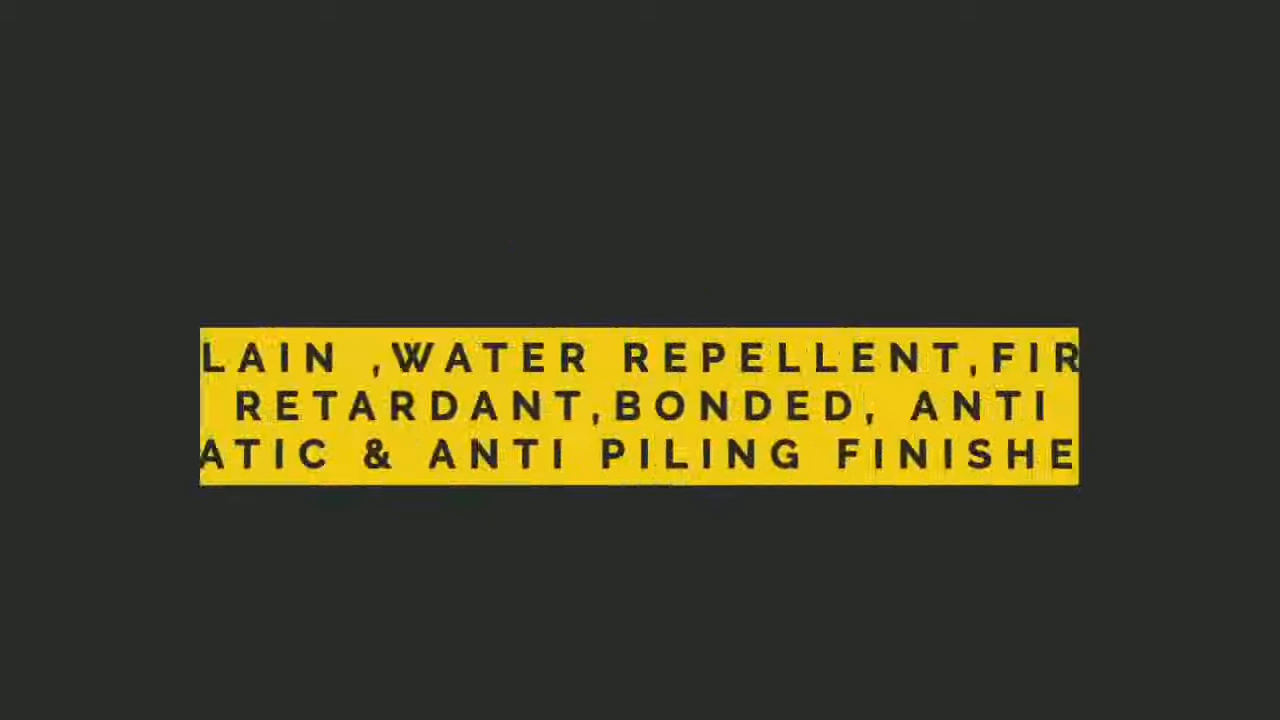 LAIN ,WATER REPELLENT,FIR
RETARDANT,BONDED, ANTI
ATIC & ANTI PILING FINISHE